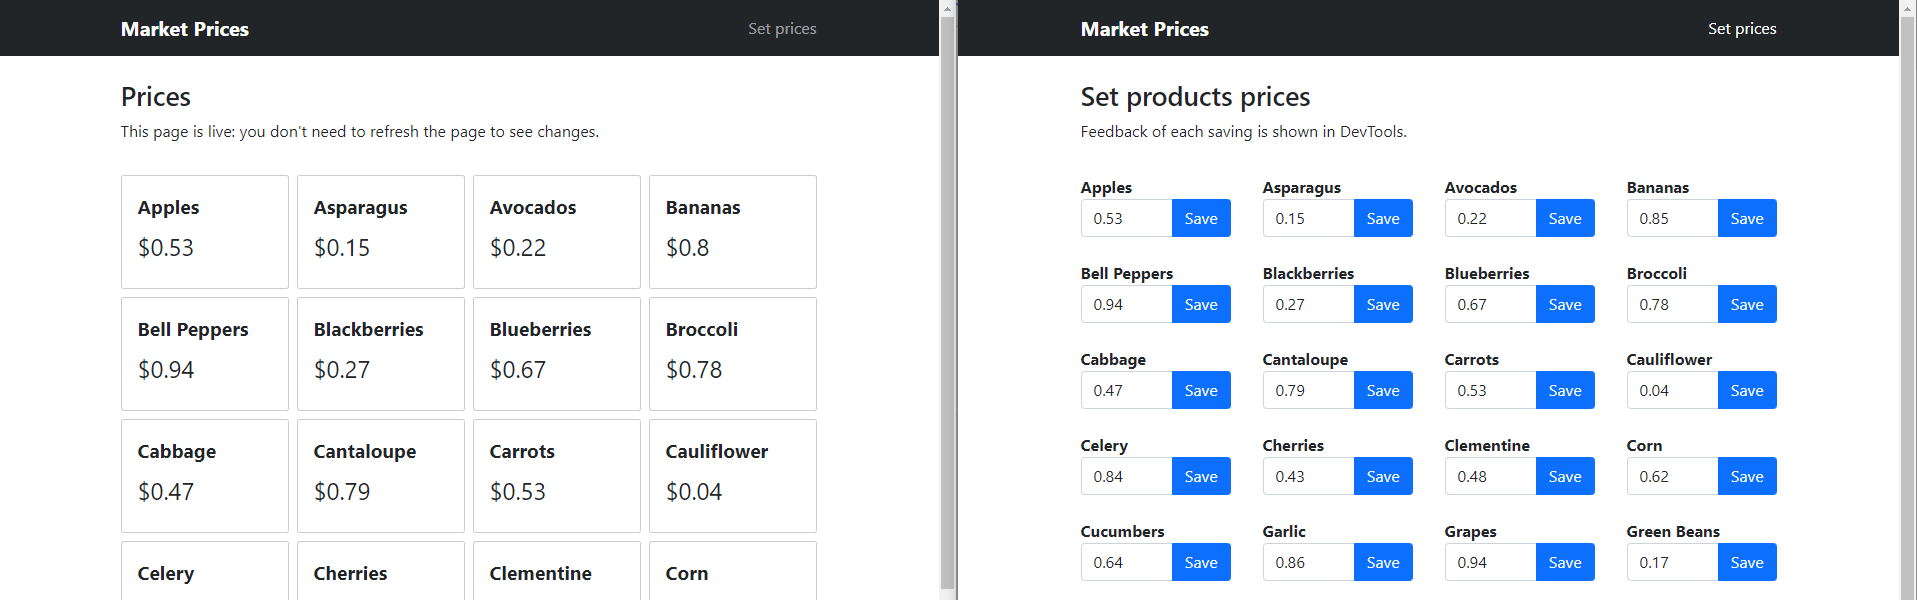 Market Prices
Set prices
Prices
This page is live: you don't need to refresh the page to see changes.
Apples
$0.53
Asparagus
$0.15
Avocados
$0.22
Bananas
$0.8
Bell Peppers
$0.94
Blackberries
$0.27
Blueberries
$0.67
Broccoli
$0.78
Cabbage
$0.47
Cantaloupe
$0.79
Carrots
$0.53
Cauliflower
$0.04
Celery
Cherries
Clementine
Corn
Market Prices
Set prices
Set products prices
Feedback of each saving is shown in DevTools.
Apples
0.53 Save
Asparagus
0.15 Save
Avocados
0.22 Save
Bananas
0.85 Save
Bell Peppers
0.94 Save
Blackberries
0.27 Save
Blueberries
0.67 Save
Broccoli
0.78 Save
Cabbage
0.47 Save
Cantaloupe
0.79 Save
Carrots
0.53 Save
Cauliflower
0.04 Save
Celery
0.84 Save
Cherries
0.43 Save
Clementine
0.48 Save
Corn
0.62 Save
Cucumbers
0.64 Save
Garlic
0.86 Save
Grapes
0.94 Save
Green Beans
0.17 Save